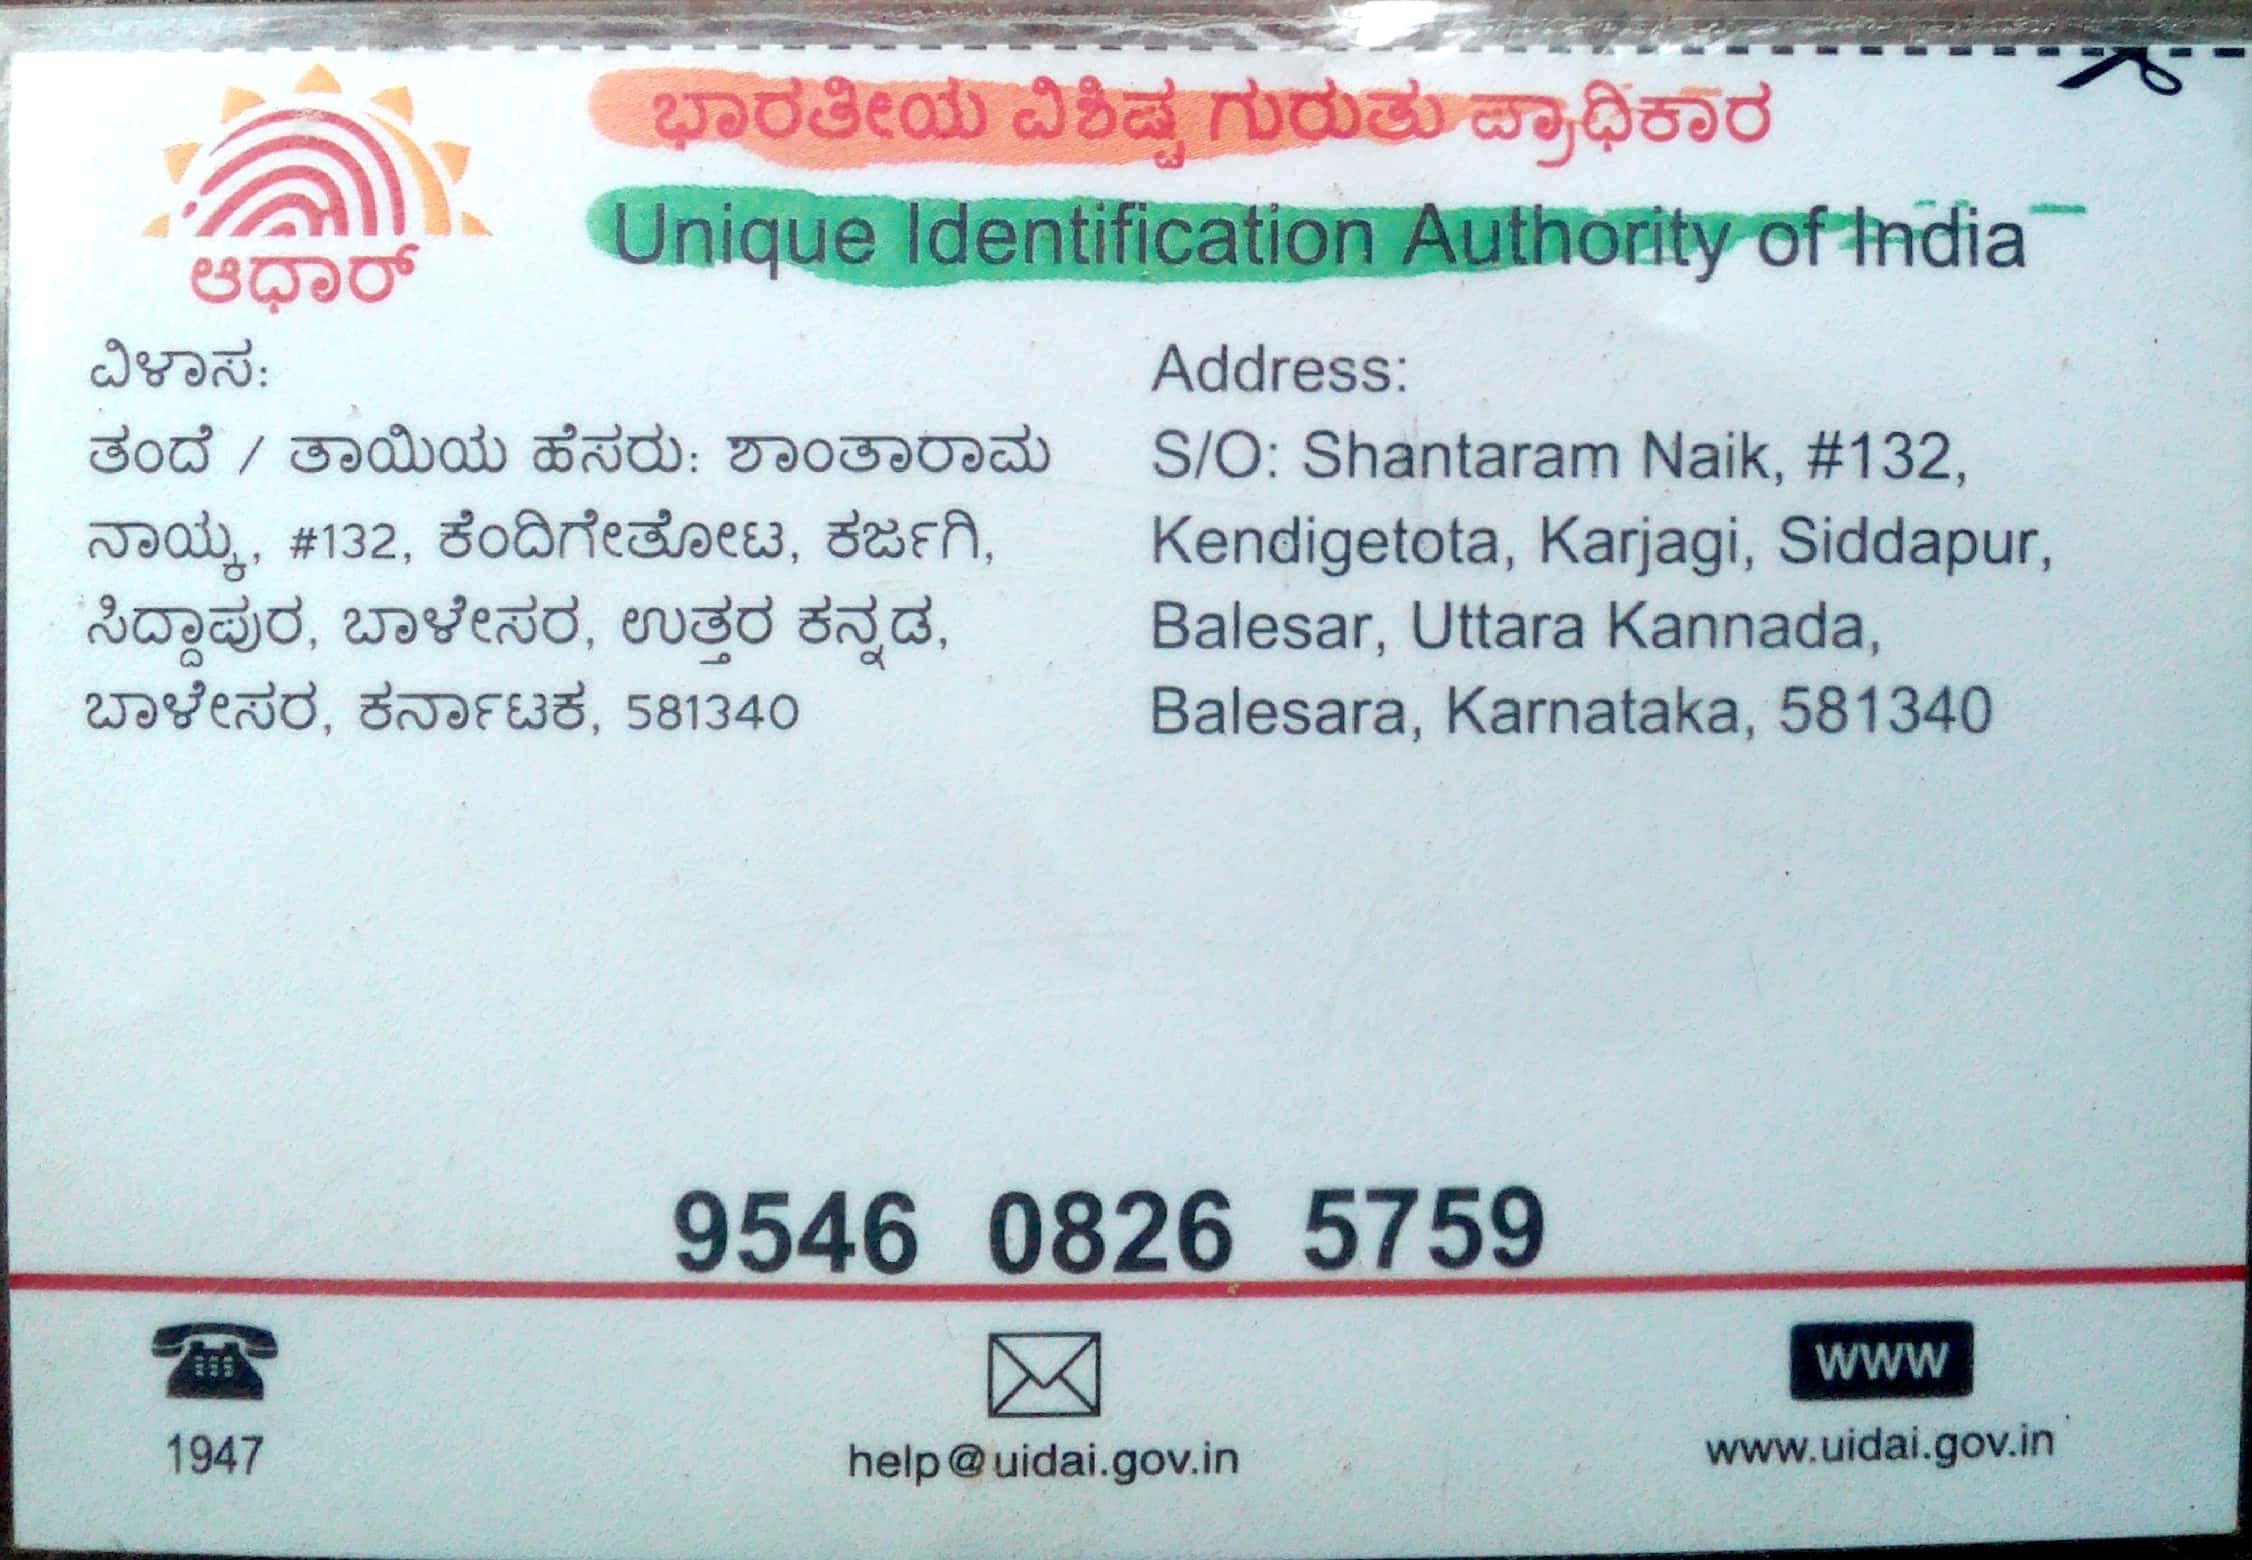 ಭಾರತೀಯ ವಿಶಿಷ್ಟ ಗುರುತು ಪ್ರಾಧಿಕಾರ
Unique Identification Authority of India
ಆಧಾರ್
ವಿಳಾಸ:
ತಂದೆ / ತಾಯಿಯ ಹೆಸರು: ಶಾಂತಾರಾಮ
ನಾಯ್ಕ, #132, ಕೆಂದಿಗೇತೋಟ, ಕರ್ಜಗಿ,
ಸಿದ್ದಾಪುರ, ಬಾಳೇಸರ, ಉತ್ತರ ಕನ್ನಡ,
ಬಾಳೇಸರ, ಕರ್ನಾಟಕ, 581340
Address:
S/O: Shantaram Naik, #132,
Kendigetota, Karjagi, Siddapur,
Balesar, Uttara Kannada,
Balesara, Karnataka, 581340
9546 0826 5759
WWW
1947
help@uidai.gov.in
www.uidai.gov.in